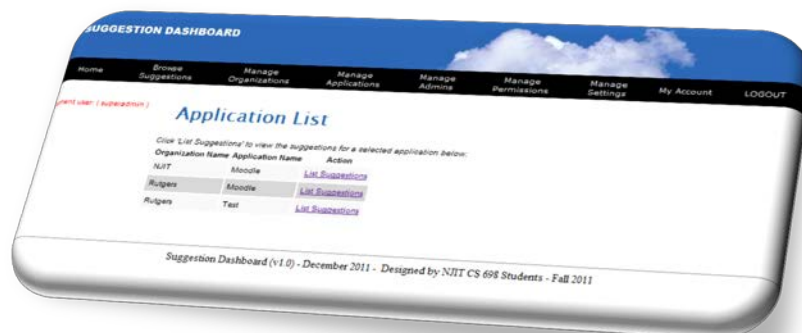 SUGGESTION DASHBOARD
Home Browse Suggestions Manage Organizations Manage Applications Manage Admins Manage Permissions Manage Settings My Account LOGOUT
user: ( superadmin )
Application List
Click 'List Suggestions' to view the suggestions for a selected application below:
Organization Name Application Name Action
NJIT Moodle List Suggestions
Rutgers Moodle List Suggestions
Rutgers Test List Suggestions
Suggestion Dashboard (v1.0) - December 2011 - Designed by NJIT CS 698 Students - Fall 2011